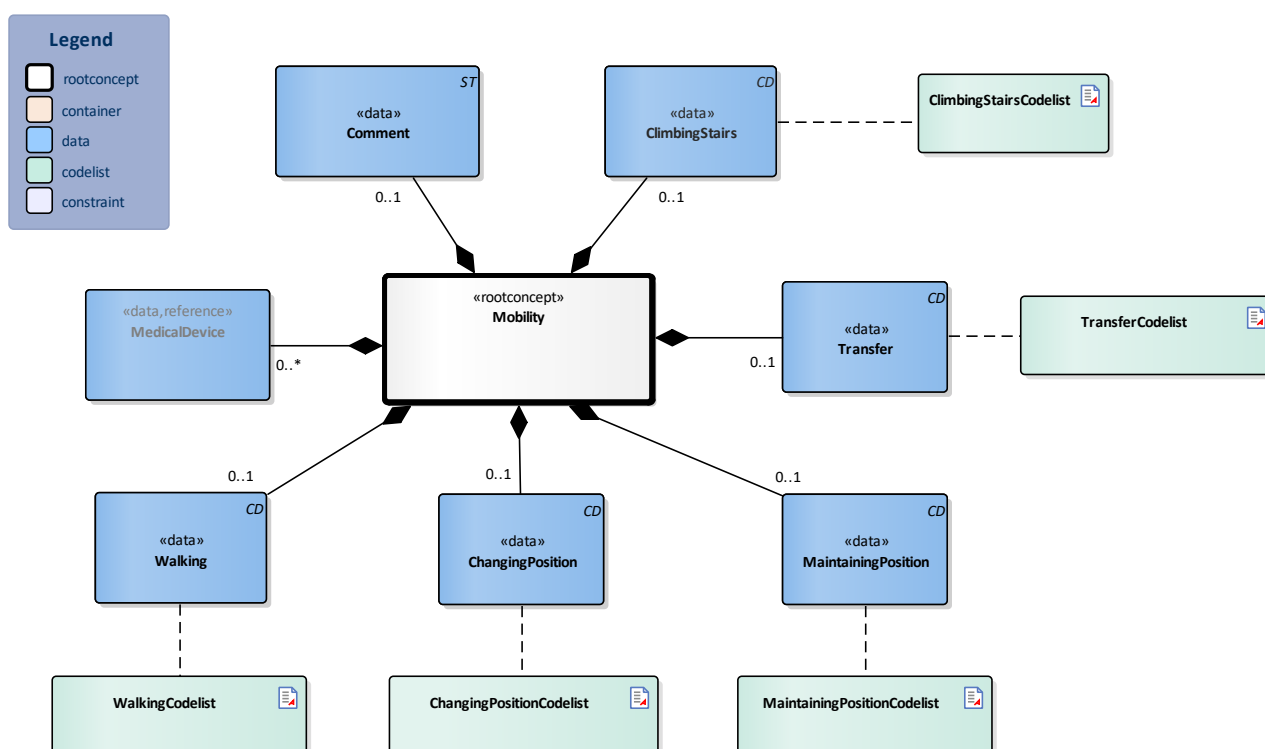 Legend
rootconcept
container
data
codelist
constraint
ST
«data»
Comment
0..1
CD
«data»
ClimbingStairs
0..1
ClimbingStairsCodelist
«data,reference»
MedicalDevice
0..*
«rootconcept»
Mobility
CD
«data»
Transfer
0..1
TransferCodelist
0..1
CD
«data»
Walking
0..1
CD
«data»
ChangingPosition
0..1
CD
«data»
MaintainingPosition
WalkingCodelist
ChangingPositionCodelist
MaintainingPositionCodelist